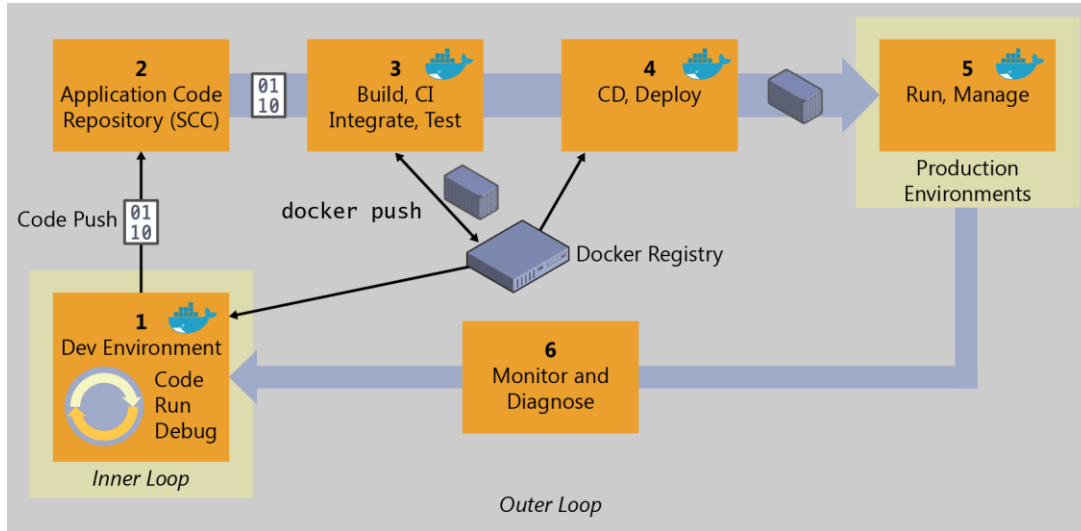 2
Application Code
Repository (SCC)
01
10
3
Build, CI
Integrate, Test
4
CD, Deploy
5
Run, Manage
Production
Environments
Code Push
01
10
docker push
Docker Registry
1
Dev Environment
Code
Run
Debug
Inner Loop
6
Monitor and
Diagnose
Outer Loop